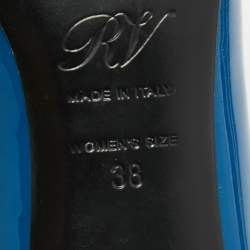 RV
MADE IN ITALY
WOMEN'S SIZE
38